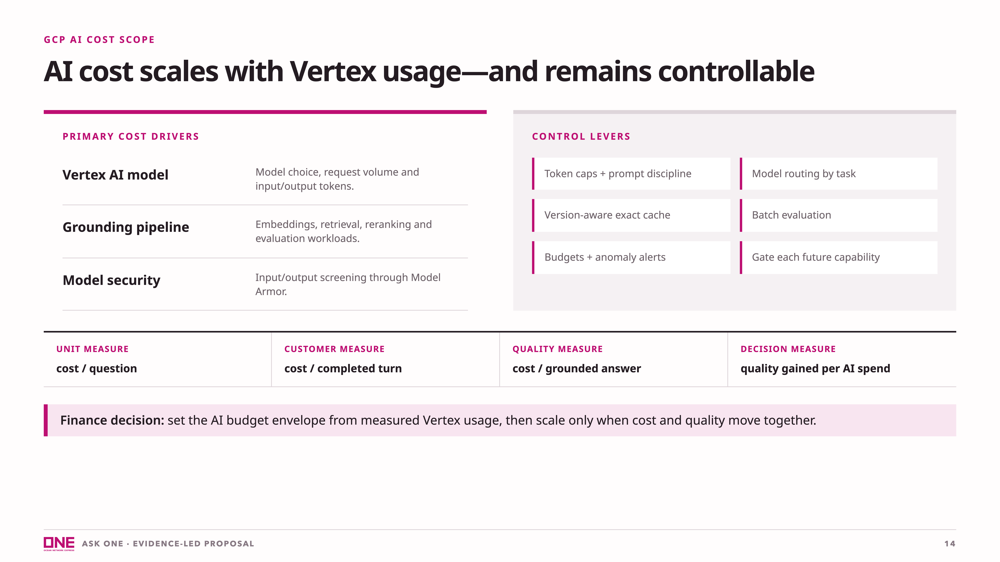 GCP AI COST SCOPE
AI cost scales with Vertex usage—and remains controllable
PRIMARY COST DRIVERS
Vertex AI model
Model choice, request volume and
input/output tokens.
Grounding pipeline
Embeddings, retrieval, reranking and
evaluation workloads.
Model security
Input/output screening through Model
Armor.
CONTROL LEVERS
Token caps + prompt discipline
Model routing by task
Version-aware exact cache
Batch evaluation
Budgets + anomaly alerts
Gate each future capability
UNIT MEASURE
cost / question
CUSTOMER MEASURE
cost / completed turn
QUALITY MEASURE
cost / grounded answer
DECISION MEASURE
quality gained per AI spend
Finance decision: set the AI budget envelope from measured Vertex usage, then scale only when cost and quality move together.
ONE
OCEAN NETWORK EXPRESS
ASK ONE · EVIDENCE-LED PROPOSAL
14